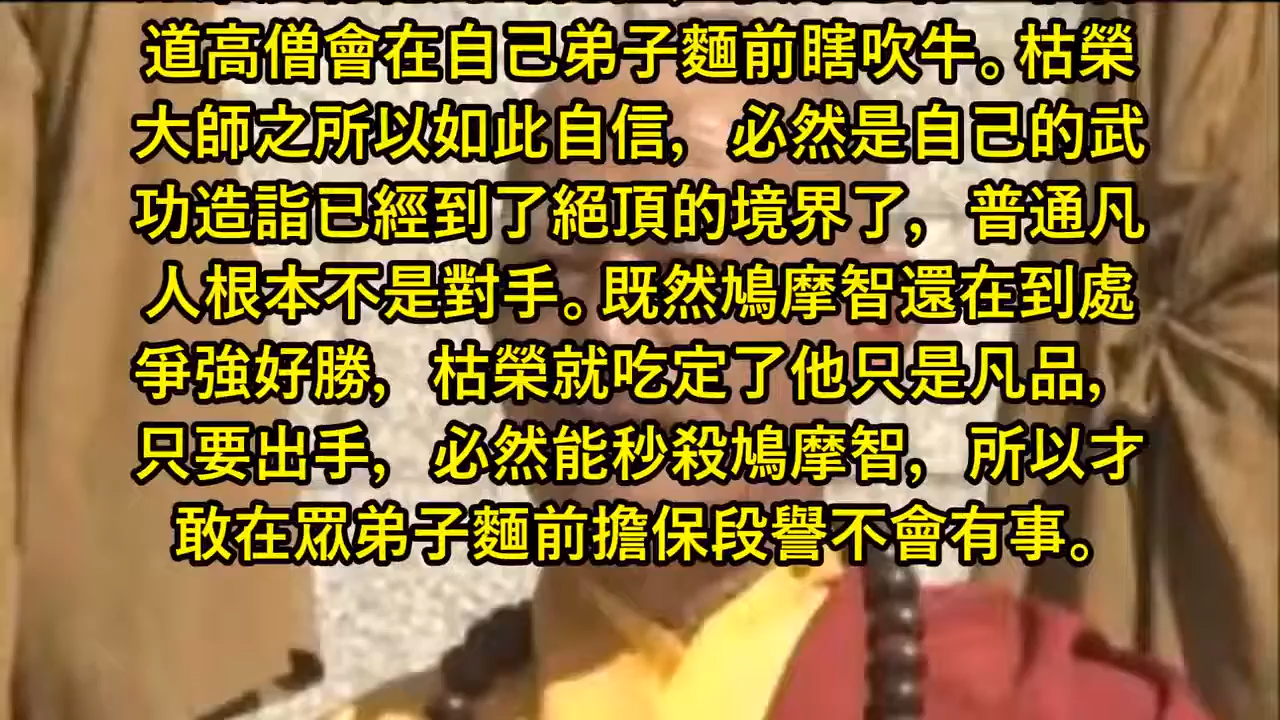 道高僧會在自己弟子麵前瞎吹牛。枯榮
大師之所以如此自信，必然是自己的武
功造詣已經到了絕頂的境界了，普通凡
人根本不是對手。既然鳩摩智還在到處
爭強好勝，枯榮就吃定了他只是凡品，
只要出手，必然能秒殺鳩摩智，所以才
敢在眾弟子麵前擔保段譽不會有事。